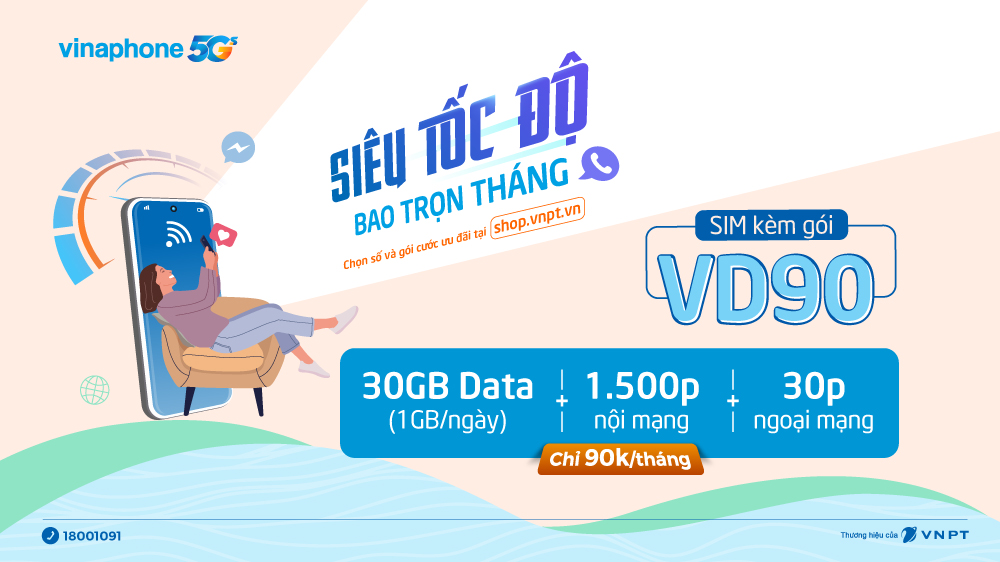 vinaphone 5Gs
SIÊU TỐC ĐỘ
BAO TRỌN THÁNG
Chọn số và gói cước ưu đãi tại shop.vnpt.vn
SIM kèm gói
VD90
30GB Data
(1GB/ngày)
+
1.500p
nội mạng
+
30p
ngoại mạng
Chỉ 90k/tháng
18001091
Thương hiệu của VNPT